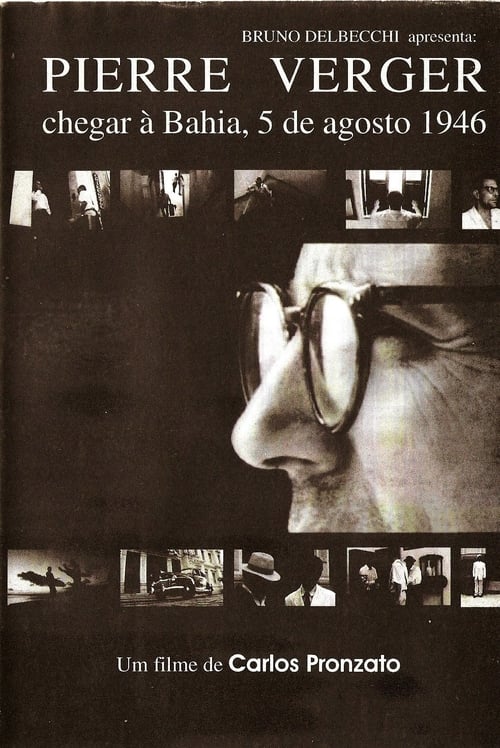 BRUNO DELBECCHI apresenta:
PIERRE VERGER
chegar à Bahia, 5 de agosto 1946
Um filme de Carlos Pronzato